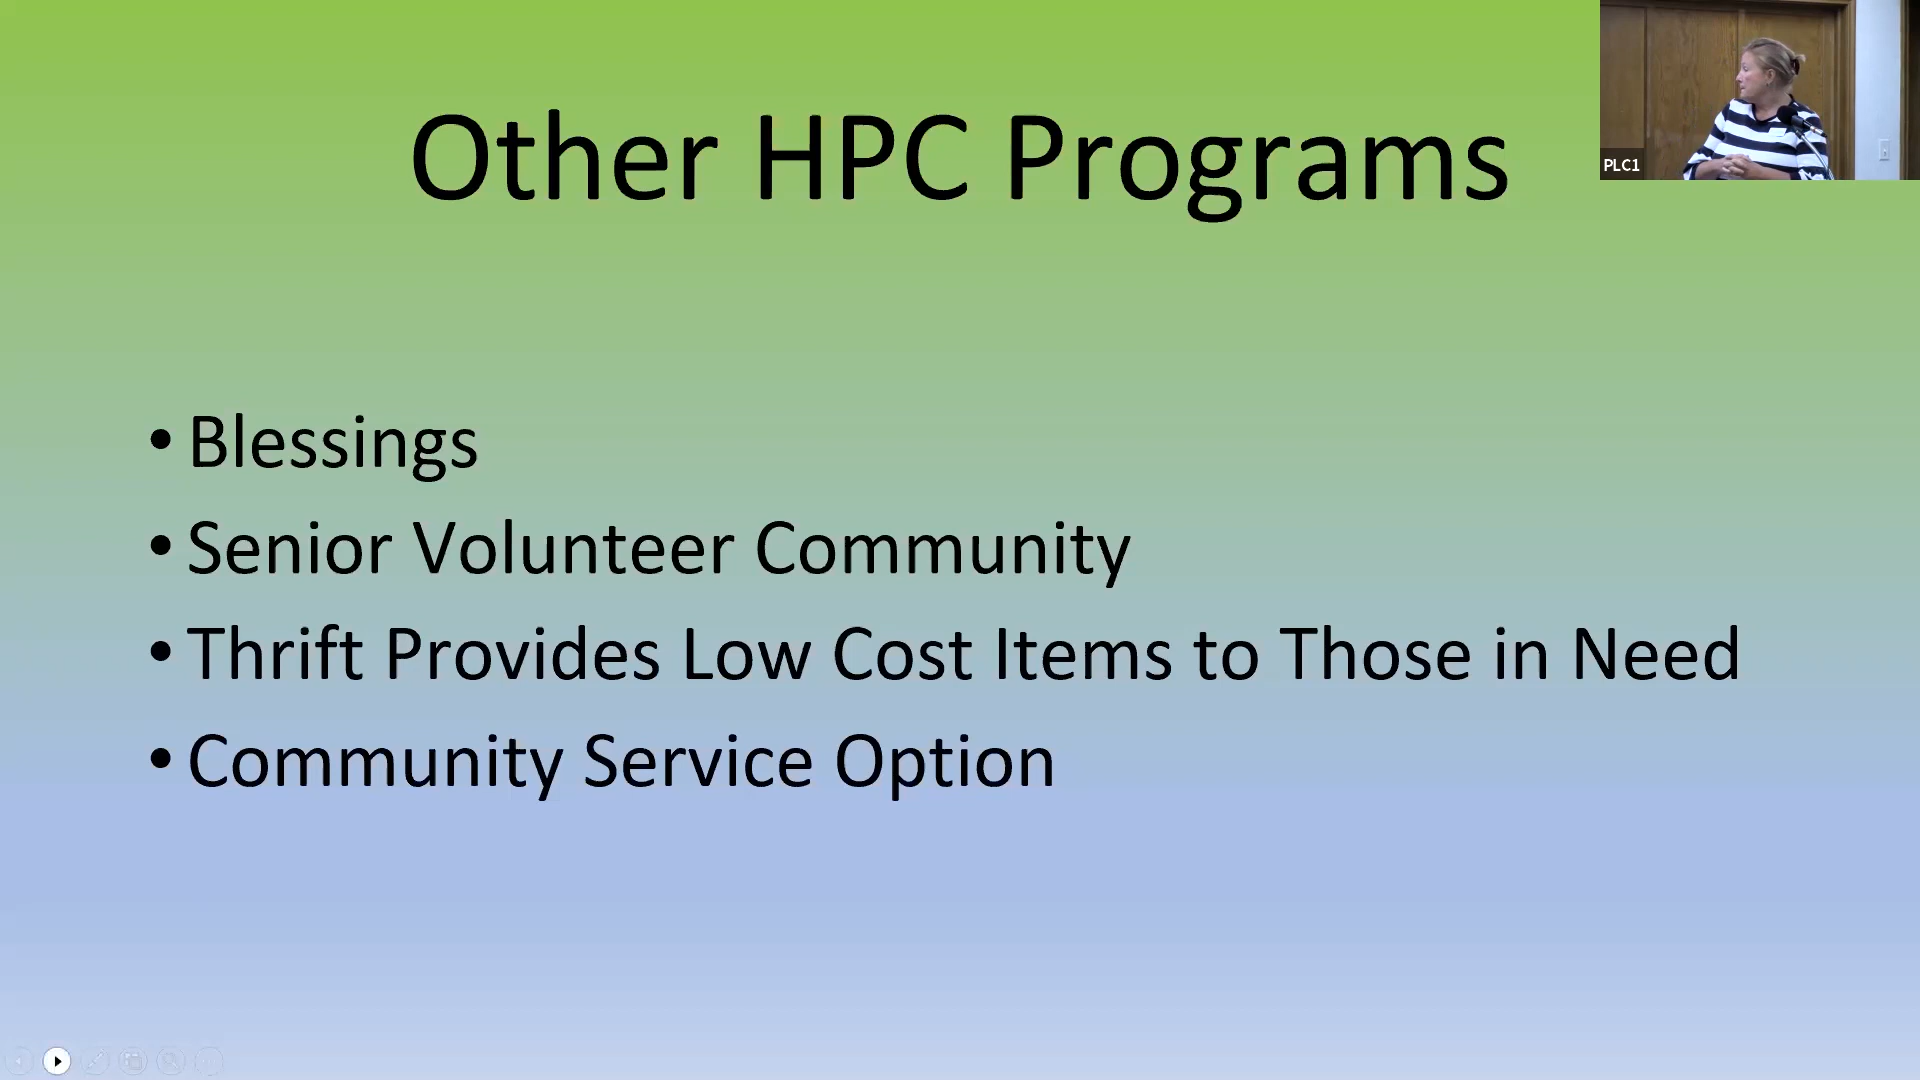 Other HPC Programs
PLC1
• Blessings
• Senior Volunteer Community
• Thrift Provides Low Cost Items to Those in Need
• Community Service Option